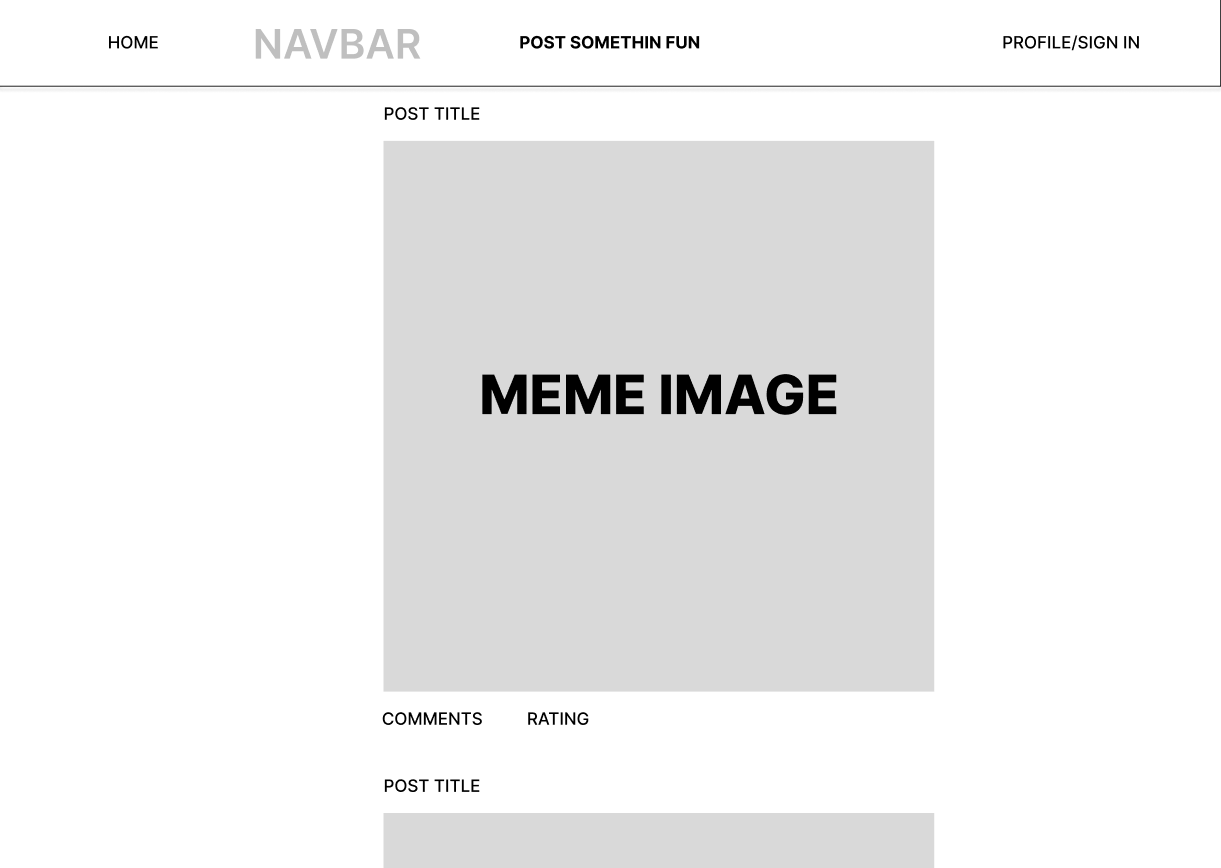 HOME NAVBAR POST SOMETHIN FUN PROFILE/SIGN IN
POST TITLE
MEME IMAGE
COMMENTS RATING
POST TITLE